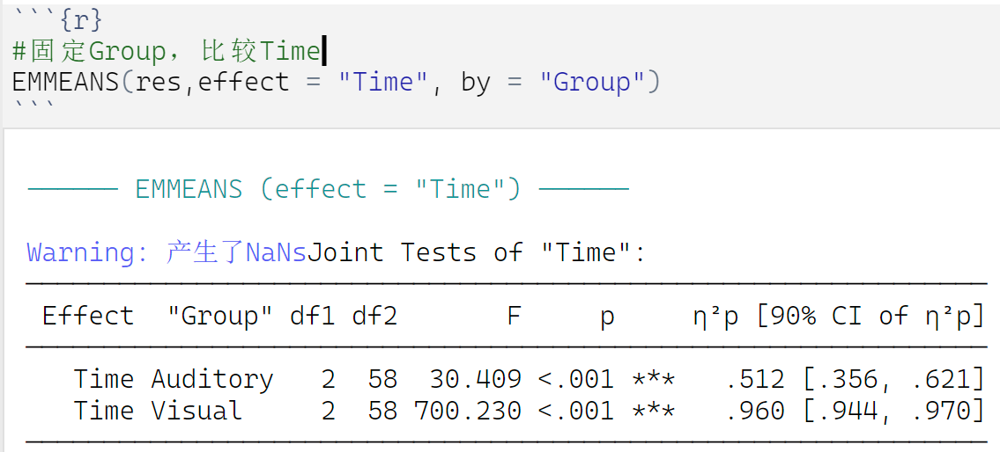 ```{r}
#固定Group，比较Time
EMMEANS(res,effect = "Time", by = "Group")
```
────── EMMEANS (effect = "Time") ──────
Warning: 产生了NaNsJoint Tests of "Time":
Effect "Group" df1 df2 F p η²p [90% CI of η²p]
Time Auditory 2 58 30.409 <.001 *** .512 [.356, .621]
Time Visual 2 58 700.230 <.001 *** .960 [.944, .970]